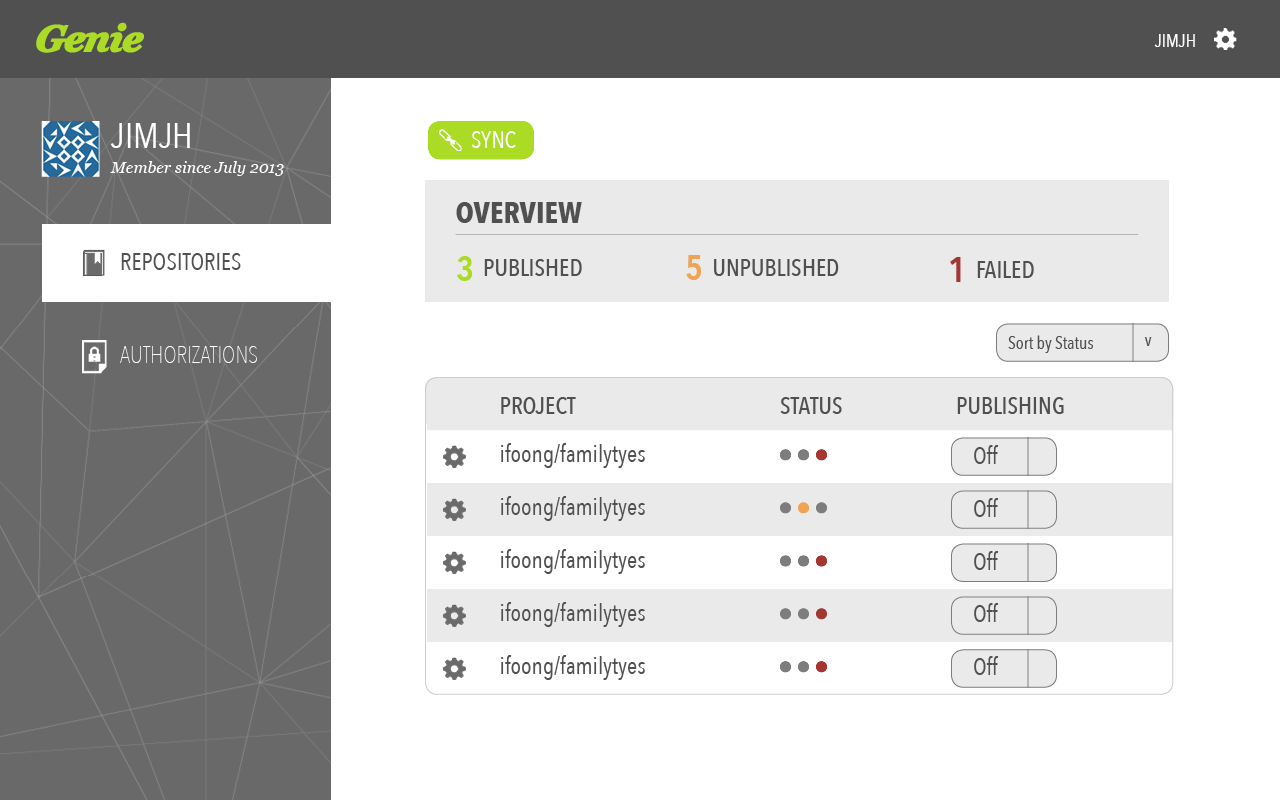 Genie
JIMJH
JIMJH
Member since July 2013
REPOSITORIES
AUTHORIZATIONS
SYNC
OVERVIEW
3 PUBLISHED 5 UNPUBLISHED 1 FAILED
Sort by Status v
PROJECT STATUS PUBLISHING
ifoong/familytyes Off
ifoong/familytyes Off
ifoong/familytyes Off
ifoong/familytyes Off
ifoong/familytyes Off